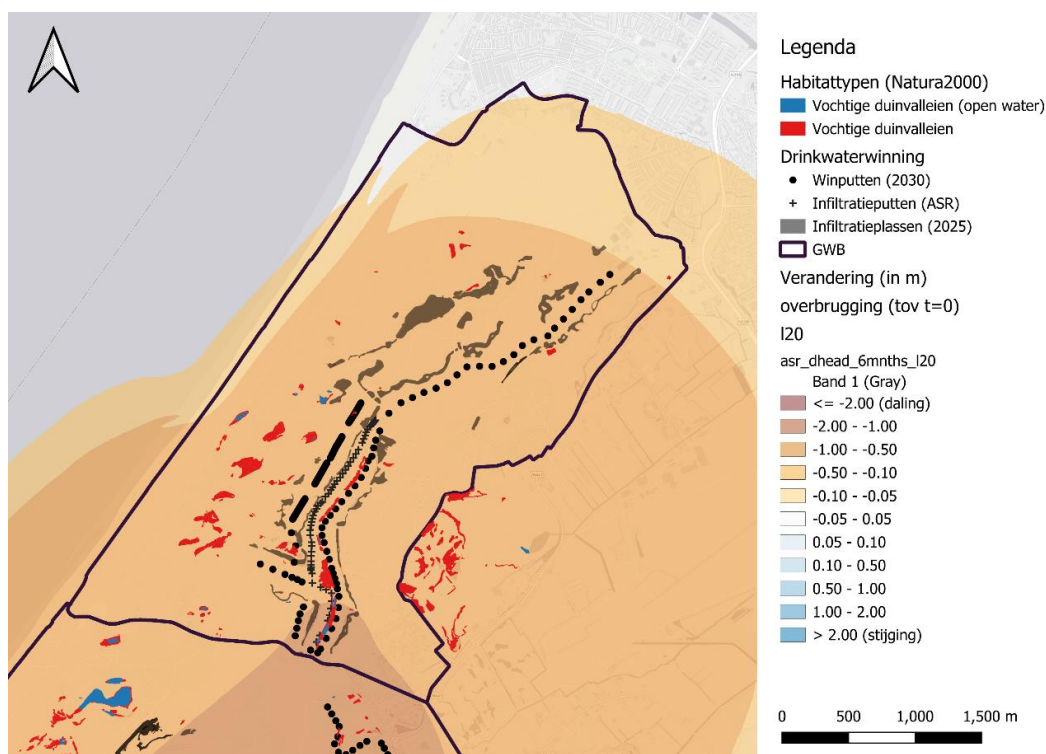 Legenda
Habitattypen (Natura2000)
Vochtige duinvalleien (open water)
Vochtige duinvalleien
Drinkwaterwinning
Winputten (2030)
Infiltratieputten (ASR)
Infiltratieplassen (2025)
GWB
Verandering (in m)
overbrugging (tov t=0)
l20
asr_dhead_6mnths_l20
Band 1 (Gray)
<= -2.00 (daling)
-2.00 - -1.00
-1.00 - -0.50
-0.50 - -0.10
-0.10 - -0.05
-0.05 - 0.05
0.05 - 0.10
0.10 - 0.50
0.50 - 1.00
1.00 - 2.00
> 2.00 (stijging)
0 500 1,000 1,500 m